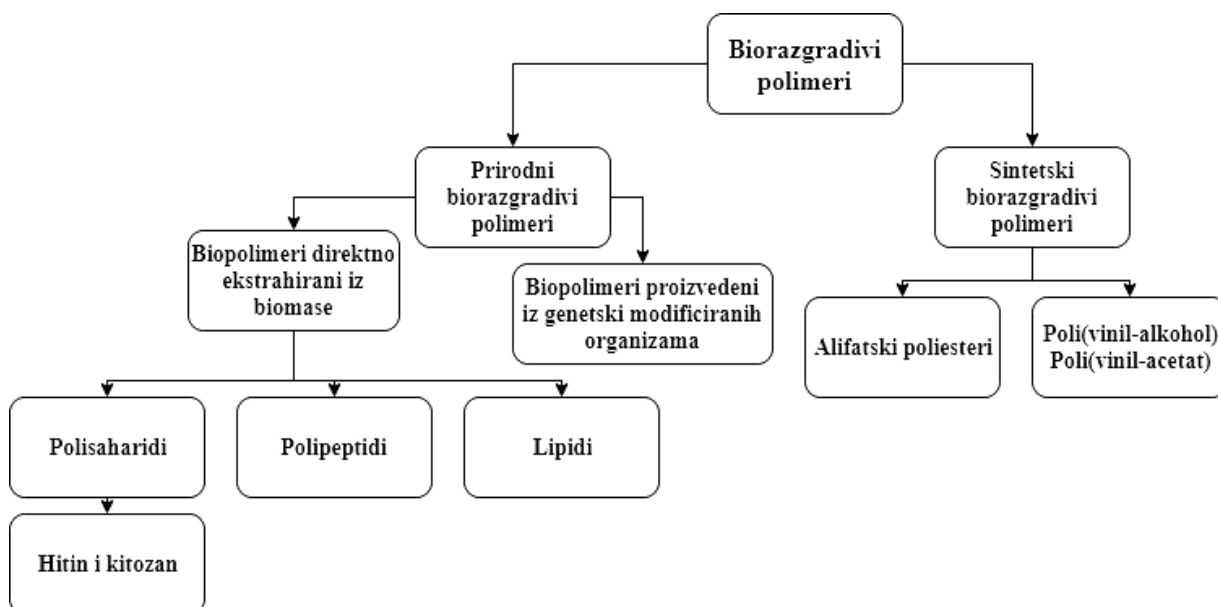 Biorazgradivi
polimeri
Prirodni
biorazgradivi
polimeri
Sintetski
biorazgradivi
polimeri
Biopolimeri direktno
ekstrahirani iz
biomase
Biopolimeri proizvedeni
iz genetski modificiranih
organizama
Alifatski poliesteri
Poli(vinil-alkohol)
Poli(vinil-acetat)
Polisaharidi
Polipeptidi
Lipidi
Hitin i kitozan